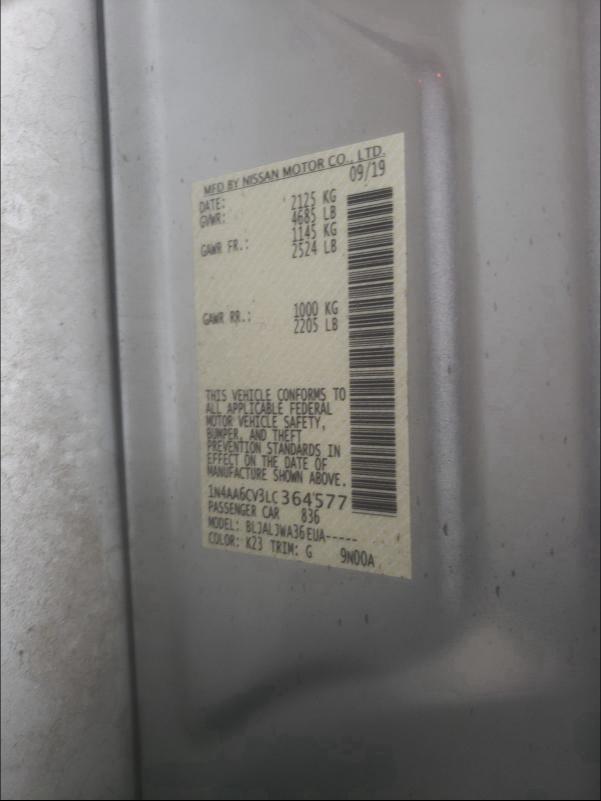 MFD BY NISSAN MOTOR CO., LTD.
DATE: 09/19
GVWR: 2125 KG
4685 LB
GAWR FR.: 1145 KG
2524 LB
GAWR RR.: 1000 KG
2205 LB
THIS VEHICLE CONFORMS TO
ALL APPLICABLE FEDERAL
MOTOR VEHICLE SAFETY,
BUMPER, AND THEFT
PREVENTION STANDARDS IN
EFFECT ON THE DATE OF
MANUFACTURE SHOWN ABOVE.
1N4AA6CV3LC364577
PASSENGER CAR 836
MODEL: BLJALJWA36EUA-----
COLOR: K23 TRIM: G 9N00A